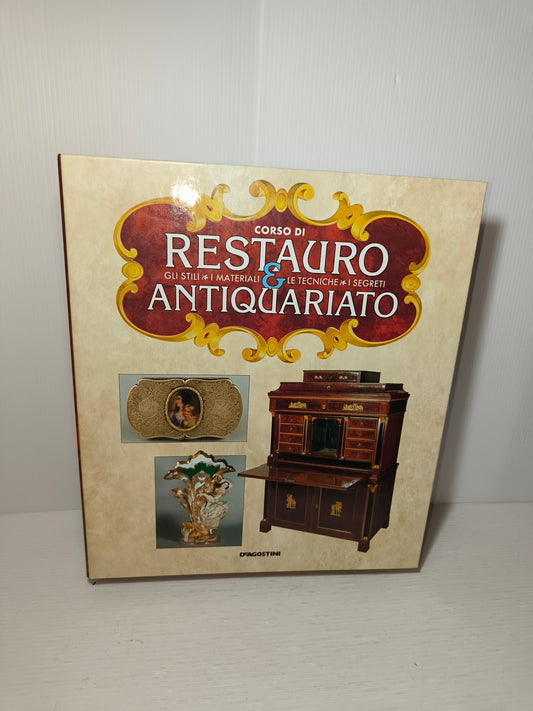 CORSO DI
RESTAURO
GLI STILI ❧ I MATERIALI & LE TECNICHE ❧ I SEGRETI
ANTIQUARIATO
DeAGOSTINI